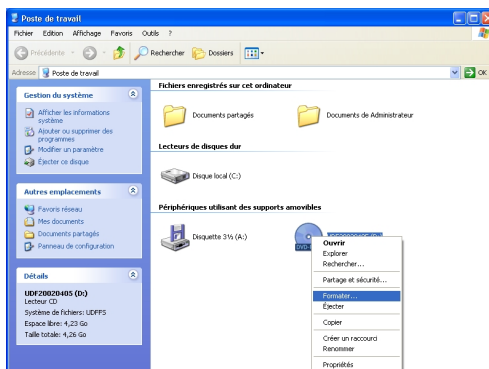 Poste de travail
Fichier Edition Affichage Favoris Outils ?
Précédente Rechercher Dossiers
Adresse Poste de travail OK
Gestion du système
Afficher les informations
système
Ajouter ou supprimer des
programmes
Modifier un paramètre
Éjecter ce disque
Autres emplacements
Favoris réseau
Mes documents
Documents partagés
Panneau de configuration
Détails
UDF20020405 (D:)
Lecteur CD
Système de fichiers: UDFFS
Espace libre: 4,23 Go
Taille totale: 4,26 Go
Fichiers enregistrés sur cet ordinateur
Documents partagés
Documents de Administrateur
Lecteurs de disques dur
Disque local (C:)
Périphériques utilisant des supports amovibles
Disquette 3½ (A:)
Ouvrir
Explorer
Rechercher...
Partage et sécurité...
Formater...
Éjecter
Copier
Créer un raccourci
Renommer
Propriétés